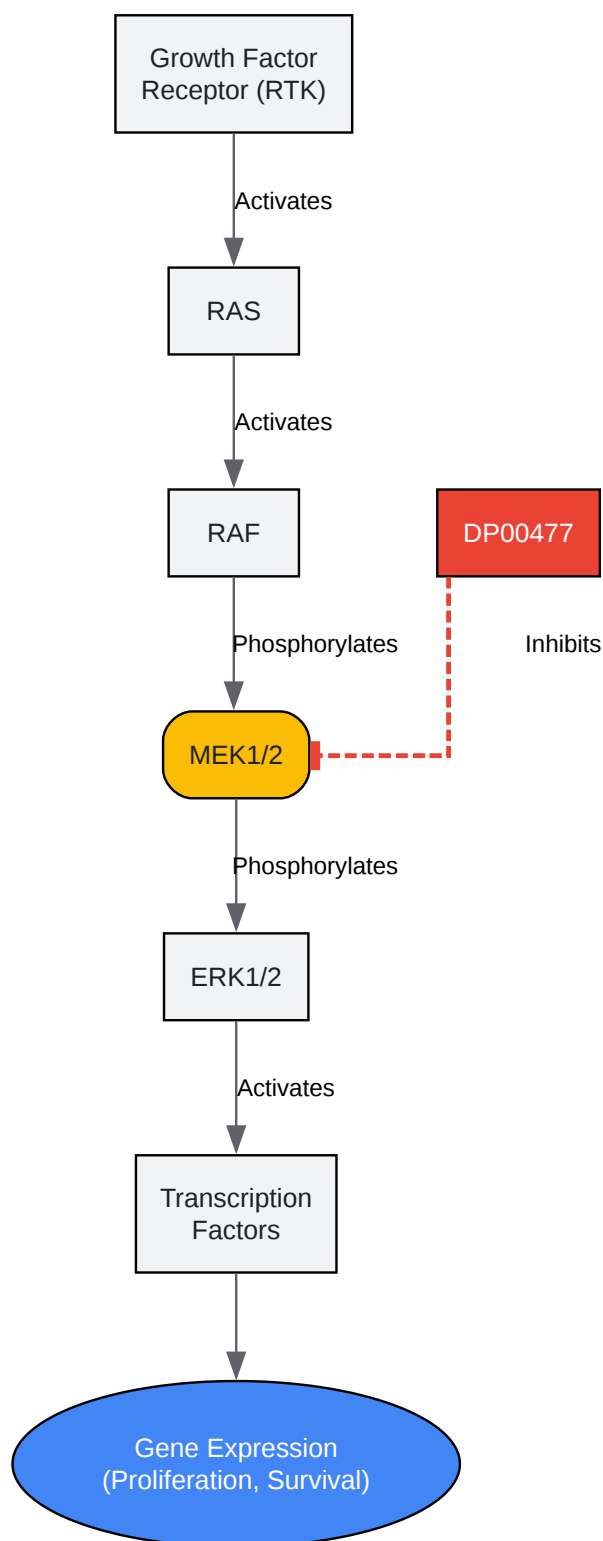 Growth Factor
Receptor (RTK)
Activates
RAS
Activates
RAF
DP00477
Phosphorylates
Inhibits
MEK1/2
Phosphorylates
ERK1/2
Activates
Transcription
Factors
Gene Expression
(Proliferation, Survival)